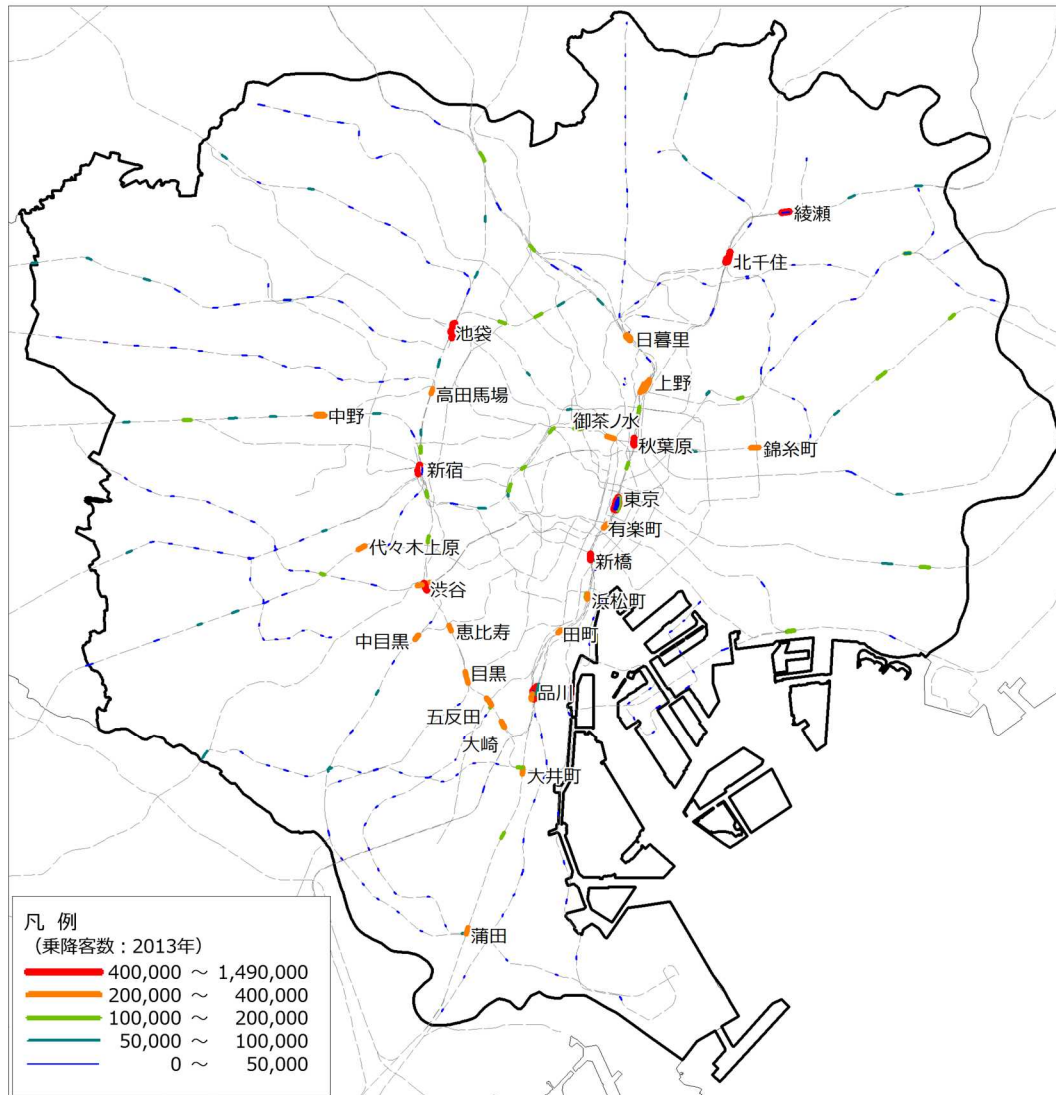 綾瀬
北千住
池袋
日暮里
上野
高田馬場
中野
御茶ノ水
秋葉原
錦糸町
新宿
東京
有楽町
代々木上原
新橋
渋谷
浜松町
恵比寿
田町
中目黒
目黒
品川
五反田
大崎
大井町
蒲田
凡 例
（乗降客数：2013年）
400,000 ～ 1,490,000
200,000 ～ 400,000
100,000 ～ 200,000
50,000 ～ 100,000
0 ～ 50,000